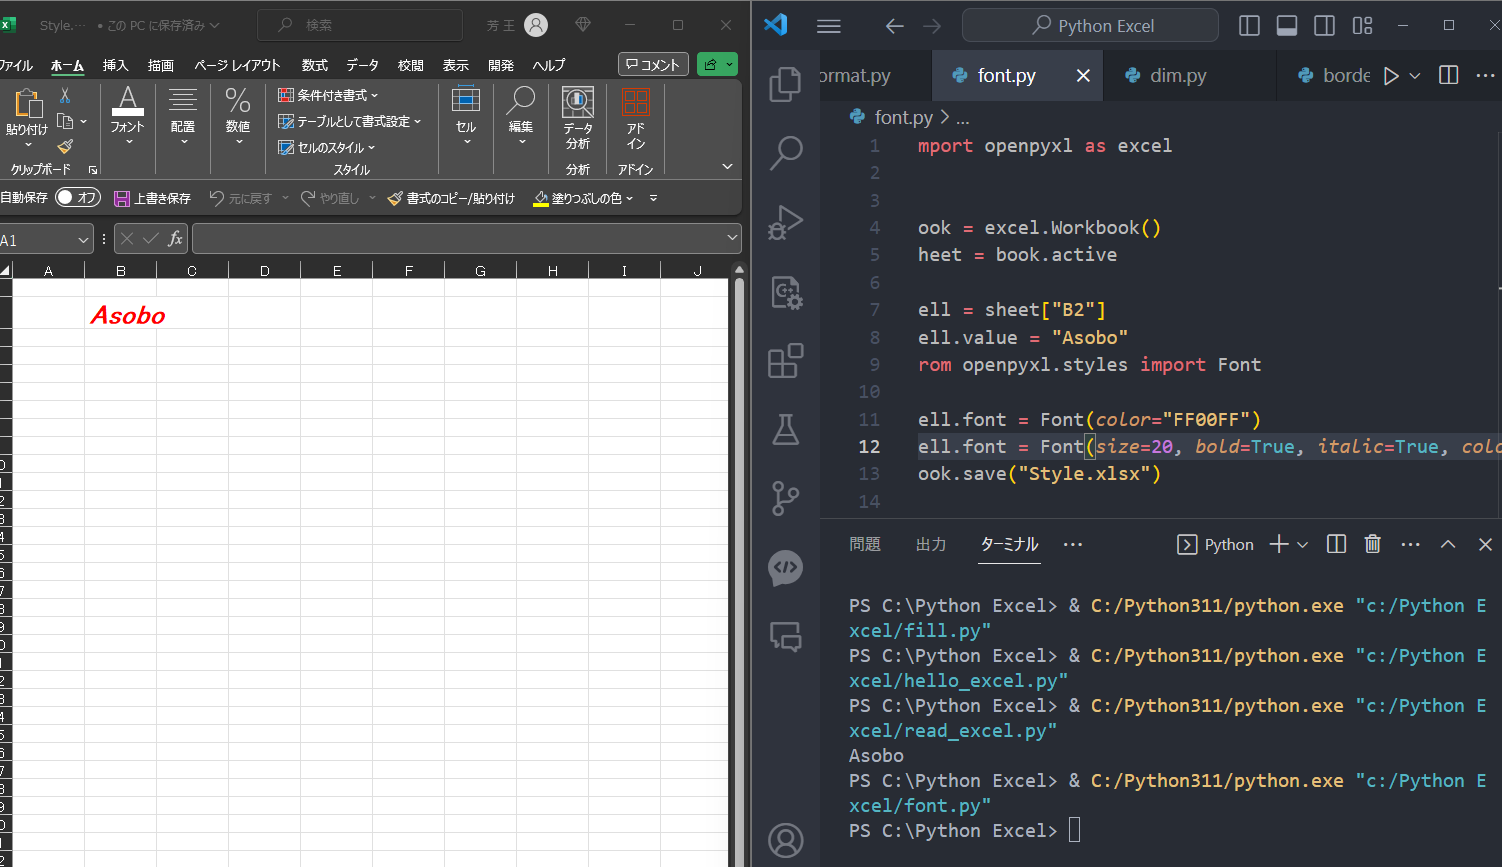 Style.… • この PC に保存済み
検索
芳 王
ファイル ホーム 挿入 描画 ページ レイアウト 数式 データ 校閲 表示 開発 ヘルプ
コメント
貼り付け
クリップボード
フォント
配置
数値
条件付き書式
テーブルとして書式設定
セルのスタイル
スタイル
セル
編集
データ
分析
分析
アド
イン
アドイン
自動保存 オフ 上書き保存 元に戻す やり直し 書式のコピー/貼り付け 塗りつぶしの色
A1 fx
A B C D E F G H I J
Asobo
Python Excel
ormat.py font.py dim.py borde
font.py > ...
1 mport openpyxl as excel
2
3
4 ook = excel.Workbook()
5 heet = book.active
6
7 ell = sheet["B2"]
8 ell.value = "Asobo"
9 rom openpyxl.styles import Font
10
11 ell.font = Font(color="FF00FF")
12 ell.font = Font(size=20, bold=True, italic=True, colo
13 ook.save("Style.xlsx")
14
問題 出力 ターミナル ··· Python
PS C:\Python Excel> & C:/Python311/python.exe "c:/Python E
xcel/fill.py"
PS C:\Python Excel> & C:/Python311/python.exe "c:/Python E
xcel/hello_excel.py"
PS C:\Python Excel> & C:/Python311/python.exe "c:/Python E
xcel/read_excel.py"
Asobo
PS C:\Python Excel> & C:/Python311/python.exe "c:/Python E
xcel/font.py"
PS C:\Python Excel>